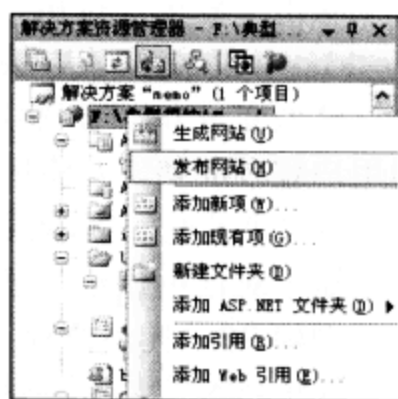 解决方案资源管理器 - F:\典型...
解决方案 "nemo" (1 个项目)
F:\
生成网站(U)
发布网站(H)
添加新项(W)...
添加现有项(G)...
新建文件夹(D)
添加 ASP.NET 文件夹(D)
添加引用(R)...
添加 Web 引用(E)...